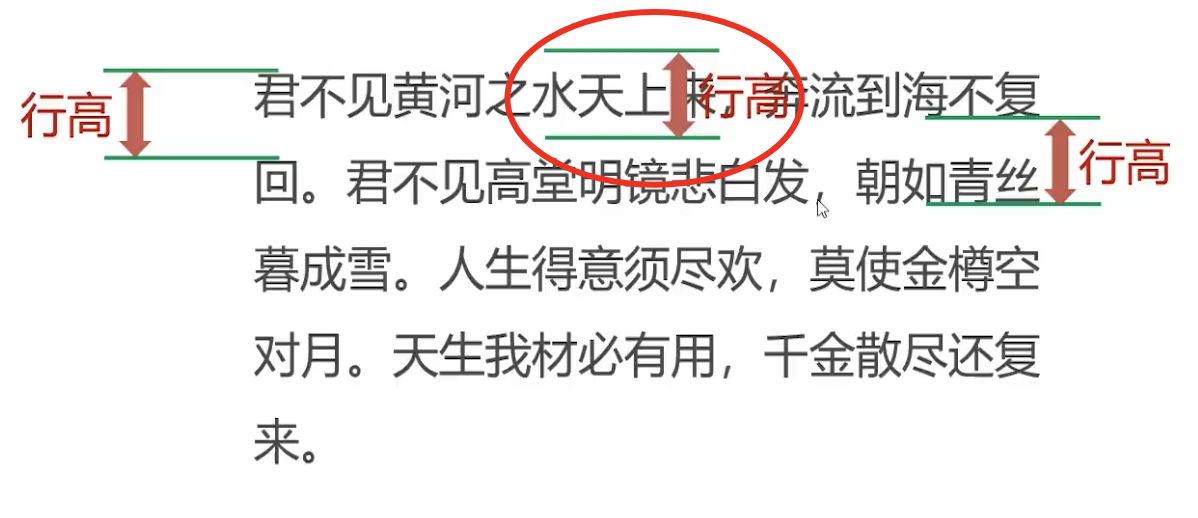 行高
君不见黄河之水天上来，奔流到海不复
行高
回。君不见高堂明镜悲白发，朝如青丝
行高
暮成雪。人生得意须尽欢，莫使金樽空
对月。天生我材必有用，千金散尽还复
来。